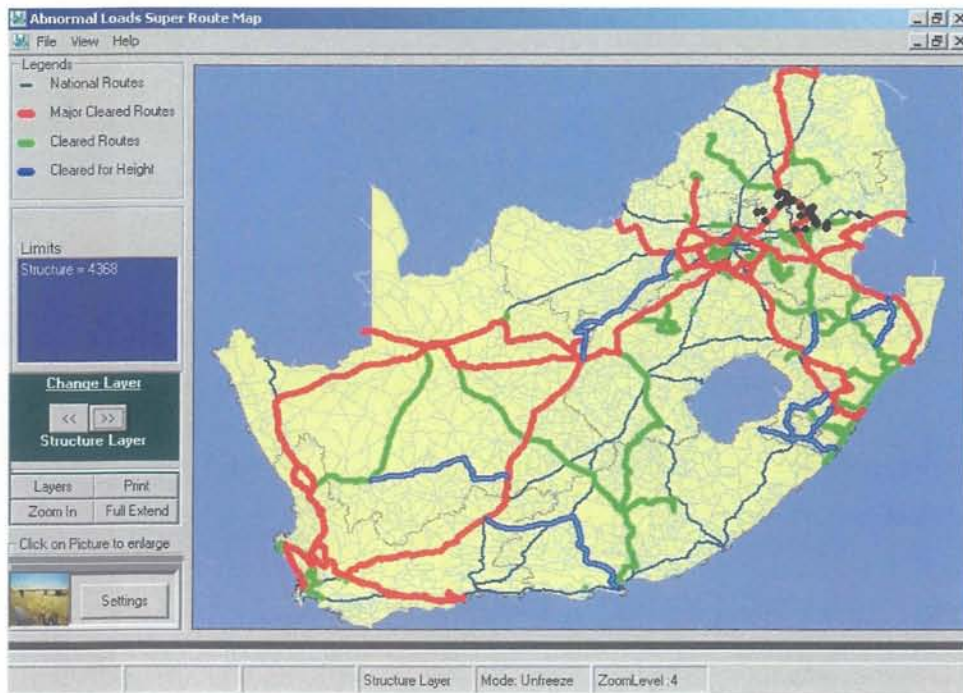 Abnormal Loads Super Route Map
File View Help
Legends
National Routes
Major Cleared Routes
Cleared Routes
Cleared for Height
Limits
Structure = 4368
Change Layer
<< >>
Structure Layer
Layers Print
Zoom In Full Extend
Click on Picture to enlarge
Settings
Structure Layer Mode: Unfreeze ZoomLevel :4